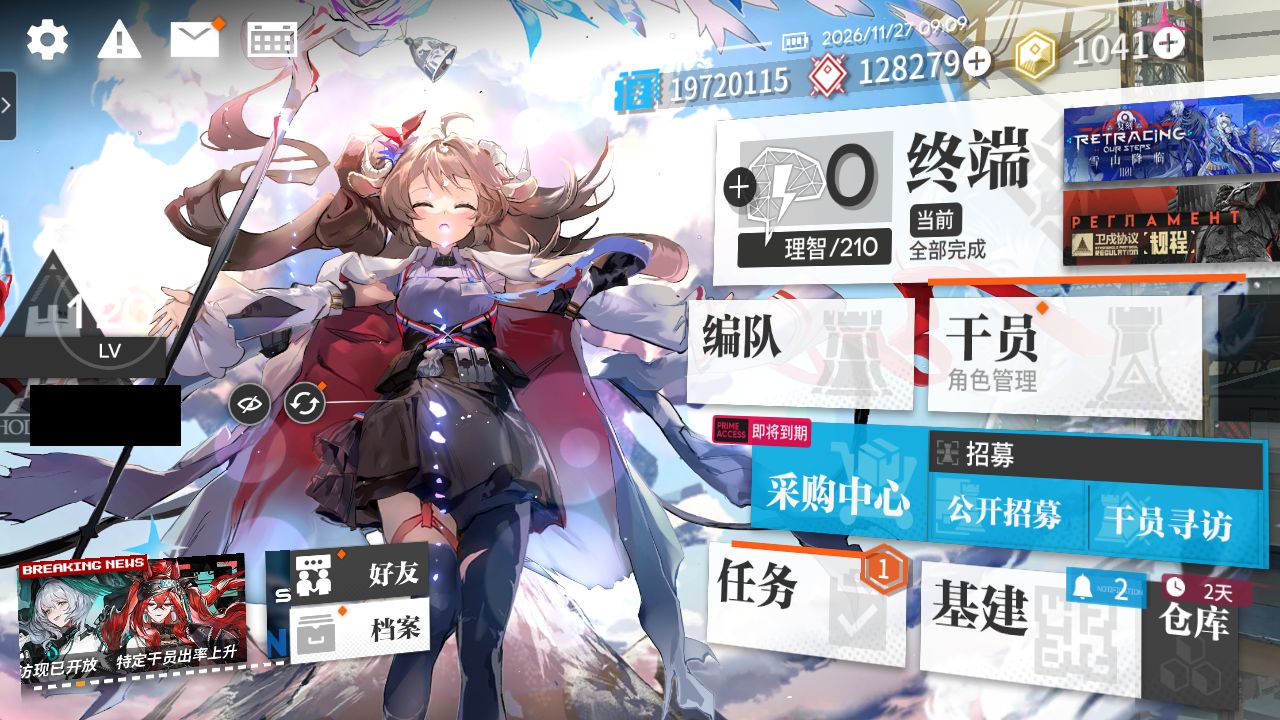 2026/11/27 09:09
19720115
128279
1041
0
理智/210
终端
当前
全部完成
复刻
RETRACING
OUR STEPS
雪山降临
1101
РЕГЛАМЕНТ
卫戍协议
REGULATION
【规程】
编队
干员
角色管理
LV
PRIME
ACCESS
即将到期
采购中心
招募
公开招募
干员寻访
任务
1
基建
2
NOTIFICATION
2天
仓库
BREAKING NEWS
访现已开放 特定干员出率上升
S
N
好友
档案